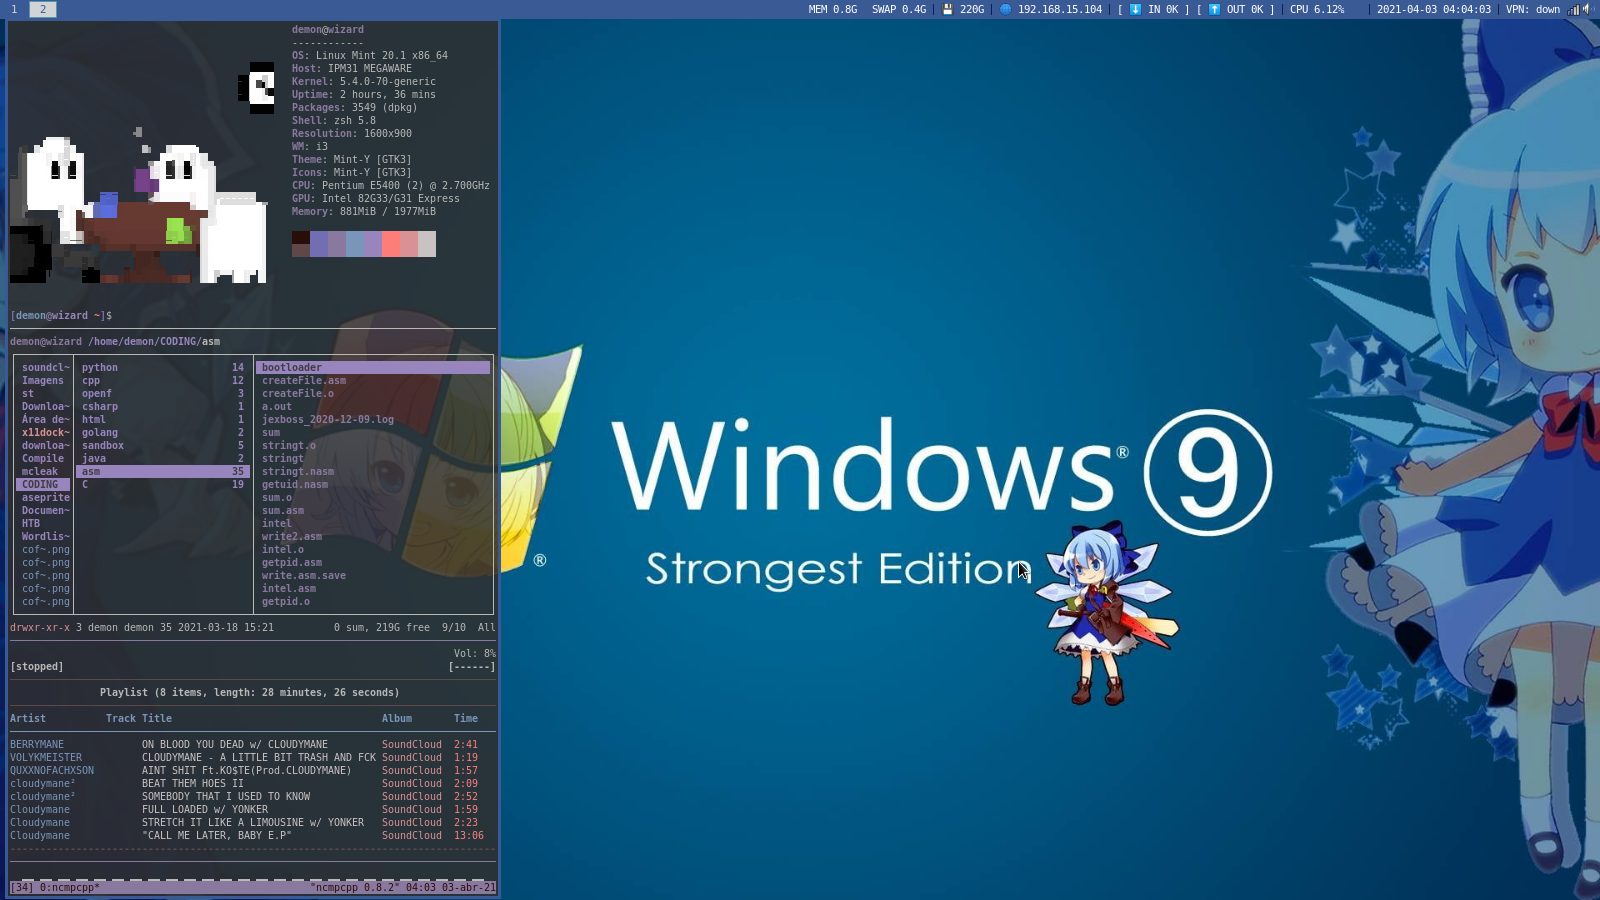 1 2 MEM 0.8G SWAP 0.4G | 220G | 192.168.15.104 | [ IN 0K ] [ OUT 0K ] | CPU 6.12% | 2021-04-03 04:04:03 | VPN: down
demon@wizard
------------
OS: Linux Mint 20.1 x86_64
Host: IPM31 MEGAWARE
Kernel: 5.4.0-70-generic
Uptime: 2 hours, 36 mins
Packages: 3549 (dpkg)
Shell: zsh 5.8
Resolution: 1600x900
WM: i3
Theme: Mint-Y [GTK3]
Icons: Mint-Y [GTK3]
CPU: Pentium E5400 (2) @ 2.700GHz
GPU: Intel 82G33/G31 Express
Memory: 881MiB / 1977MiB
[demon@wizard ~]$
demon@wizard /home/demon/CODING/asm
soundcl~ python 14 bootloader
Imagens cpp 12 createFile.asm
st openf 3 createFile.o
Downloa~ csharp 1 a.out
Área de~ html 1 jexboss_2020-12-09.log
x11dock~ golang 2 sum
downloa~ sandbox 5 stringt.o
Compile java 2 stringt
mcleak asm 35 stringt.nasm
CODING C 19 getuid.nasm
aseprite sum.o
Documen~ sum.asm
HTB intel
Wordlis~ write2.asm
cof~.png intel.o
cof~.png getpid.asm
cof~.png write.asm.save
cof~.png intel.asm
cof~.png getpid.o
drwxr-xr-x 3 demon demon 35 2021-03-18 15:21 0 sum, 219G free 9/10 All
Vol: 8%
[stopped] [------]
Playlist (8 items, length: 28 minutes, 26 seconds)
Artist Track Title Album Time
BERRYMANE ON BLOOD YOU DEAD w/ CLOUDYMANE SoundCloud 2:41
VOLYKMEISTER CLOUDYMANE - A LITTLE BIT TRASH AND FCK SoundCloud 1:19
QUXXNOFACHXSON AINT SHIT Ft.KO$TE(Prod.CLOUDYMANE) SoundCloud 1:57
cloudymane² BEAT THEM HOES II SoundCloud 2:09
cloudymane² SOMEBODY THAT I USED TO KNOW SoundCloud 2:52
Cloudymane FULL LOADED w/ YONKER SoundCloud 1:59
Cloudymane STRETCH IT LIKE A LIMOUSINE w/ YONKER SoundCloud 2:23
Cloudymane "CALL ME LATER, BABY E.P" SoundCloud 13:06
[34] 0:ncmpcpp* "ncmpcpp 0.8.2" 04:03 03-abr-21
Windows® 9
® Strongest Edition